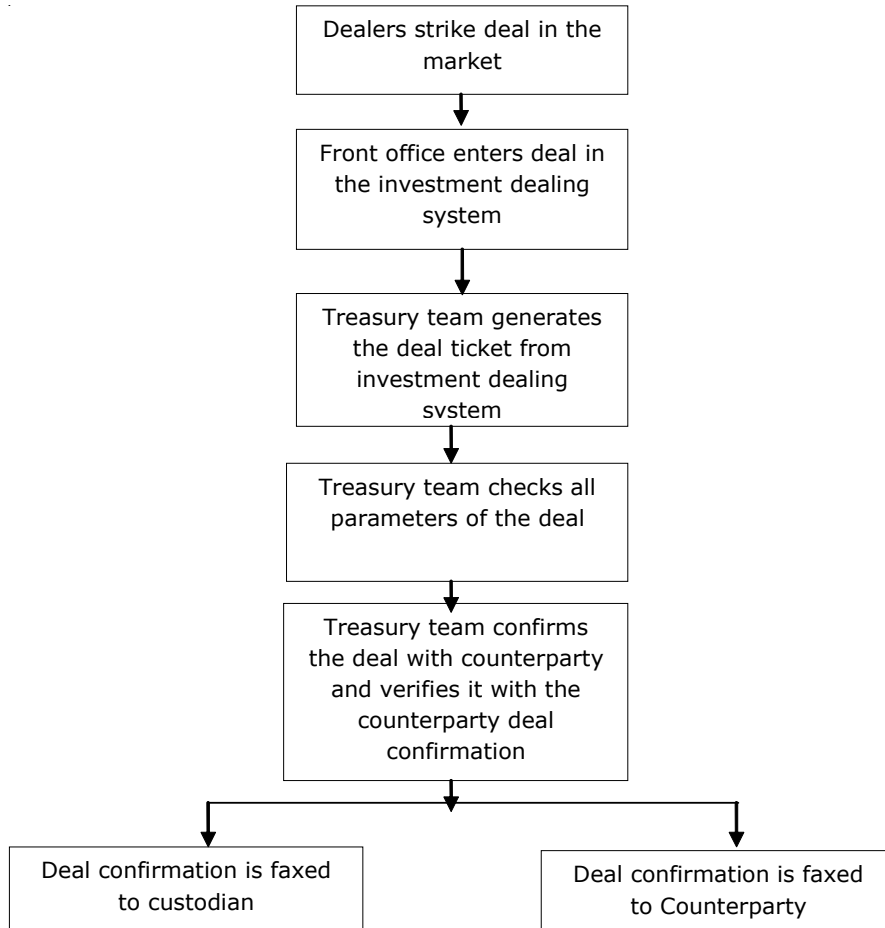 Dealers strike deal in the
market
Front office enters deal in
the investment dealing
system
Treasury team generates
the deal ticket from
investment dealing
system
Treasury team checks all
parameters of the deal
Treasury team confirms
the deal with counterparty
and verifies it with the
counterparty deal
confirmation
Deal confirmation is faxed
to custodian
Deal confirmation is faxed
to Counterparty